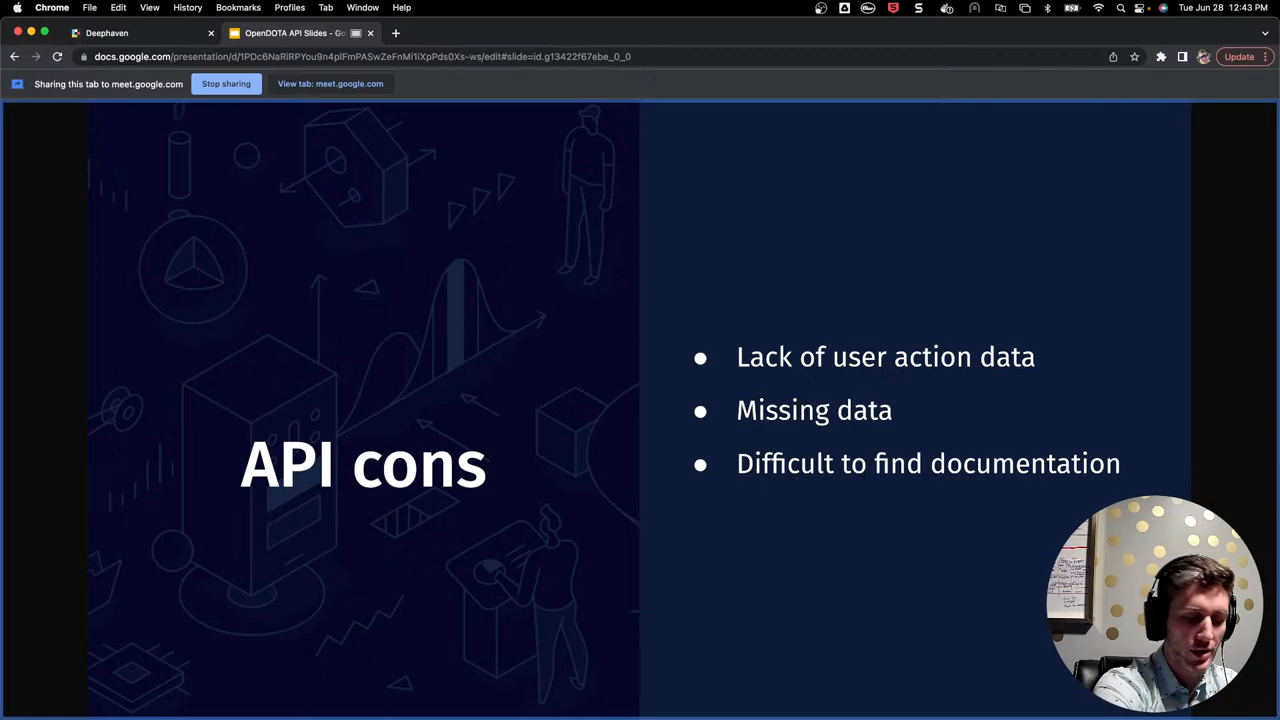 Chrome File Edit View History Bookmarks Profiles Tab Window Help Tue Jun 28 12:43 PM
Deephaven
OpenDOTA API Slides - Go
docs.google.com/presentation/d/1PDc6NaRiRPYou9n4pIFmPASwZeFnMi1iXpPds0Xs-ws/edit#slide=id.g13422f67ebe_0_0
Update
Sharing this tab to meet.google.com Stop sharing View tab: meet.google.com
API cons
● Lack of user action data
● Missing data
● Difficult to find documentation